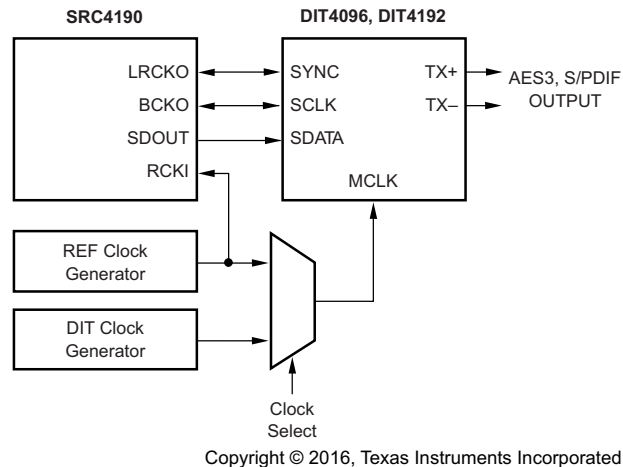 SRC4190
DIT4096, DIT4192
LRCKO
SYNC
TX+
AES3, S/PDIF
OUTPUT
BCKO
SCLK
TX–
SDOUT
SDATA
RCKI
MCLK
REF Clock
Generator
DIT Clock
Generator
Clock
Select
Copyright © 2016, Texas Instruments Incorporated